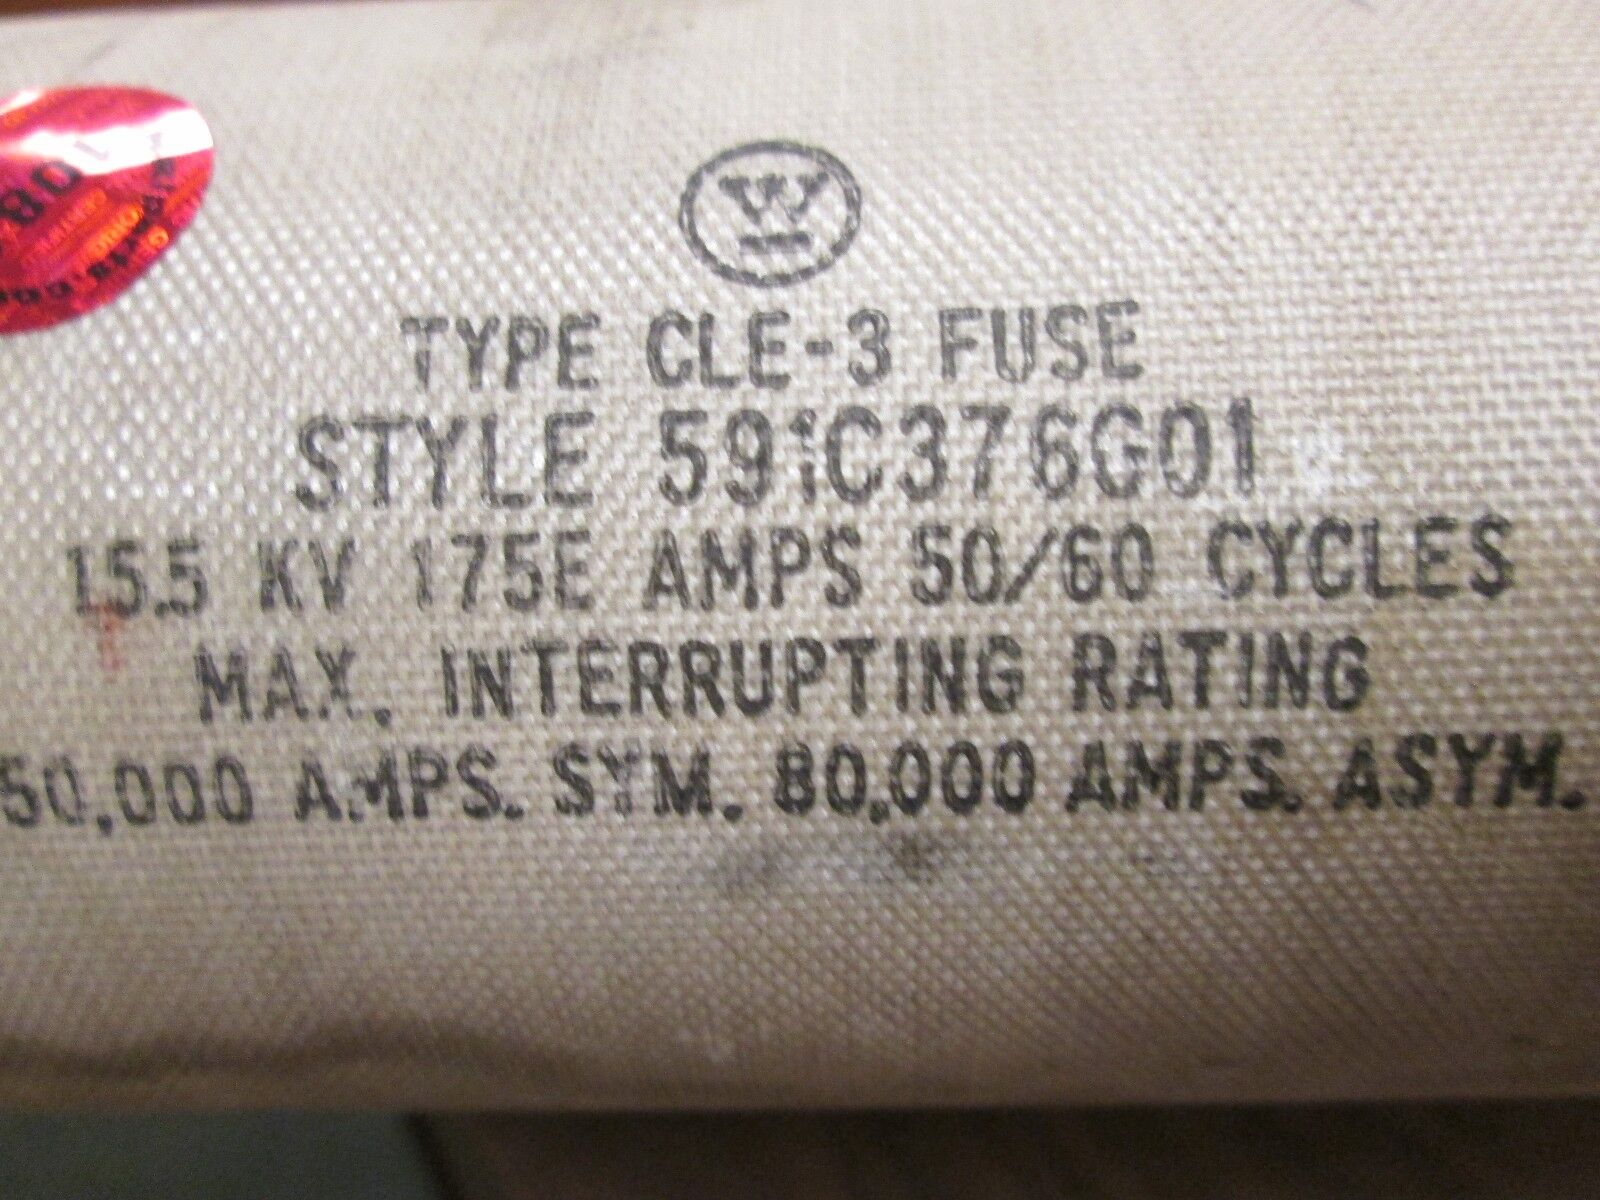 W
TYPE CLE-3 FUSE
STYLE 591C376G01
15.5 KV 175E AMPS 50/60 CYCLES
MAX. INTERRUPTING RATING
50,000 AMPS. SYM. 80,000 AMPS. ASYM.